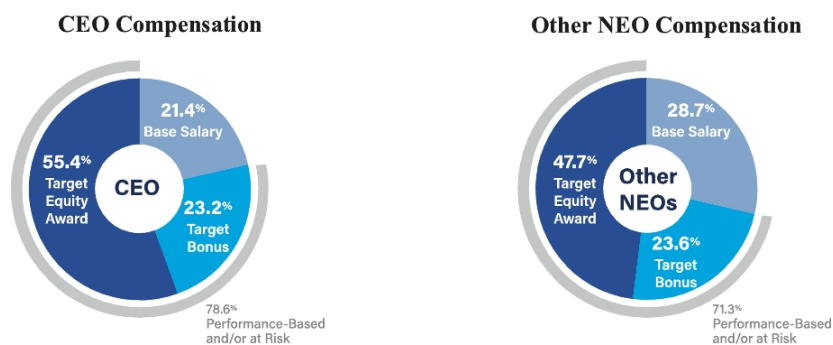 CEO Compensation
21.4%
Base Salary
55.4%
Target
Equity
Award
CEO
23.2%
Target
Bonus
78.6%
Performance-Based
and/or at Risk
Other NEO Compensation
28.7%
Base Salary
47.7%
Target
Equity
Award
Other
NEOs
23.6%
Target
Bonus
71.3%
Performance-Based
and/or at Risk